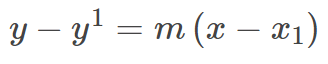 y − y¹ = m (x − x₁)